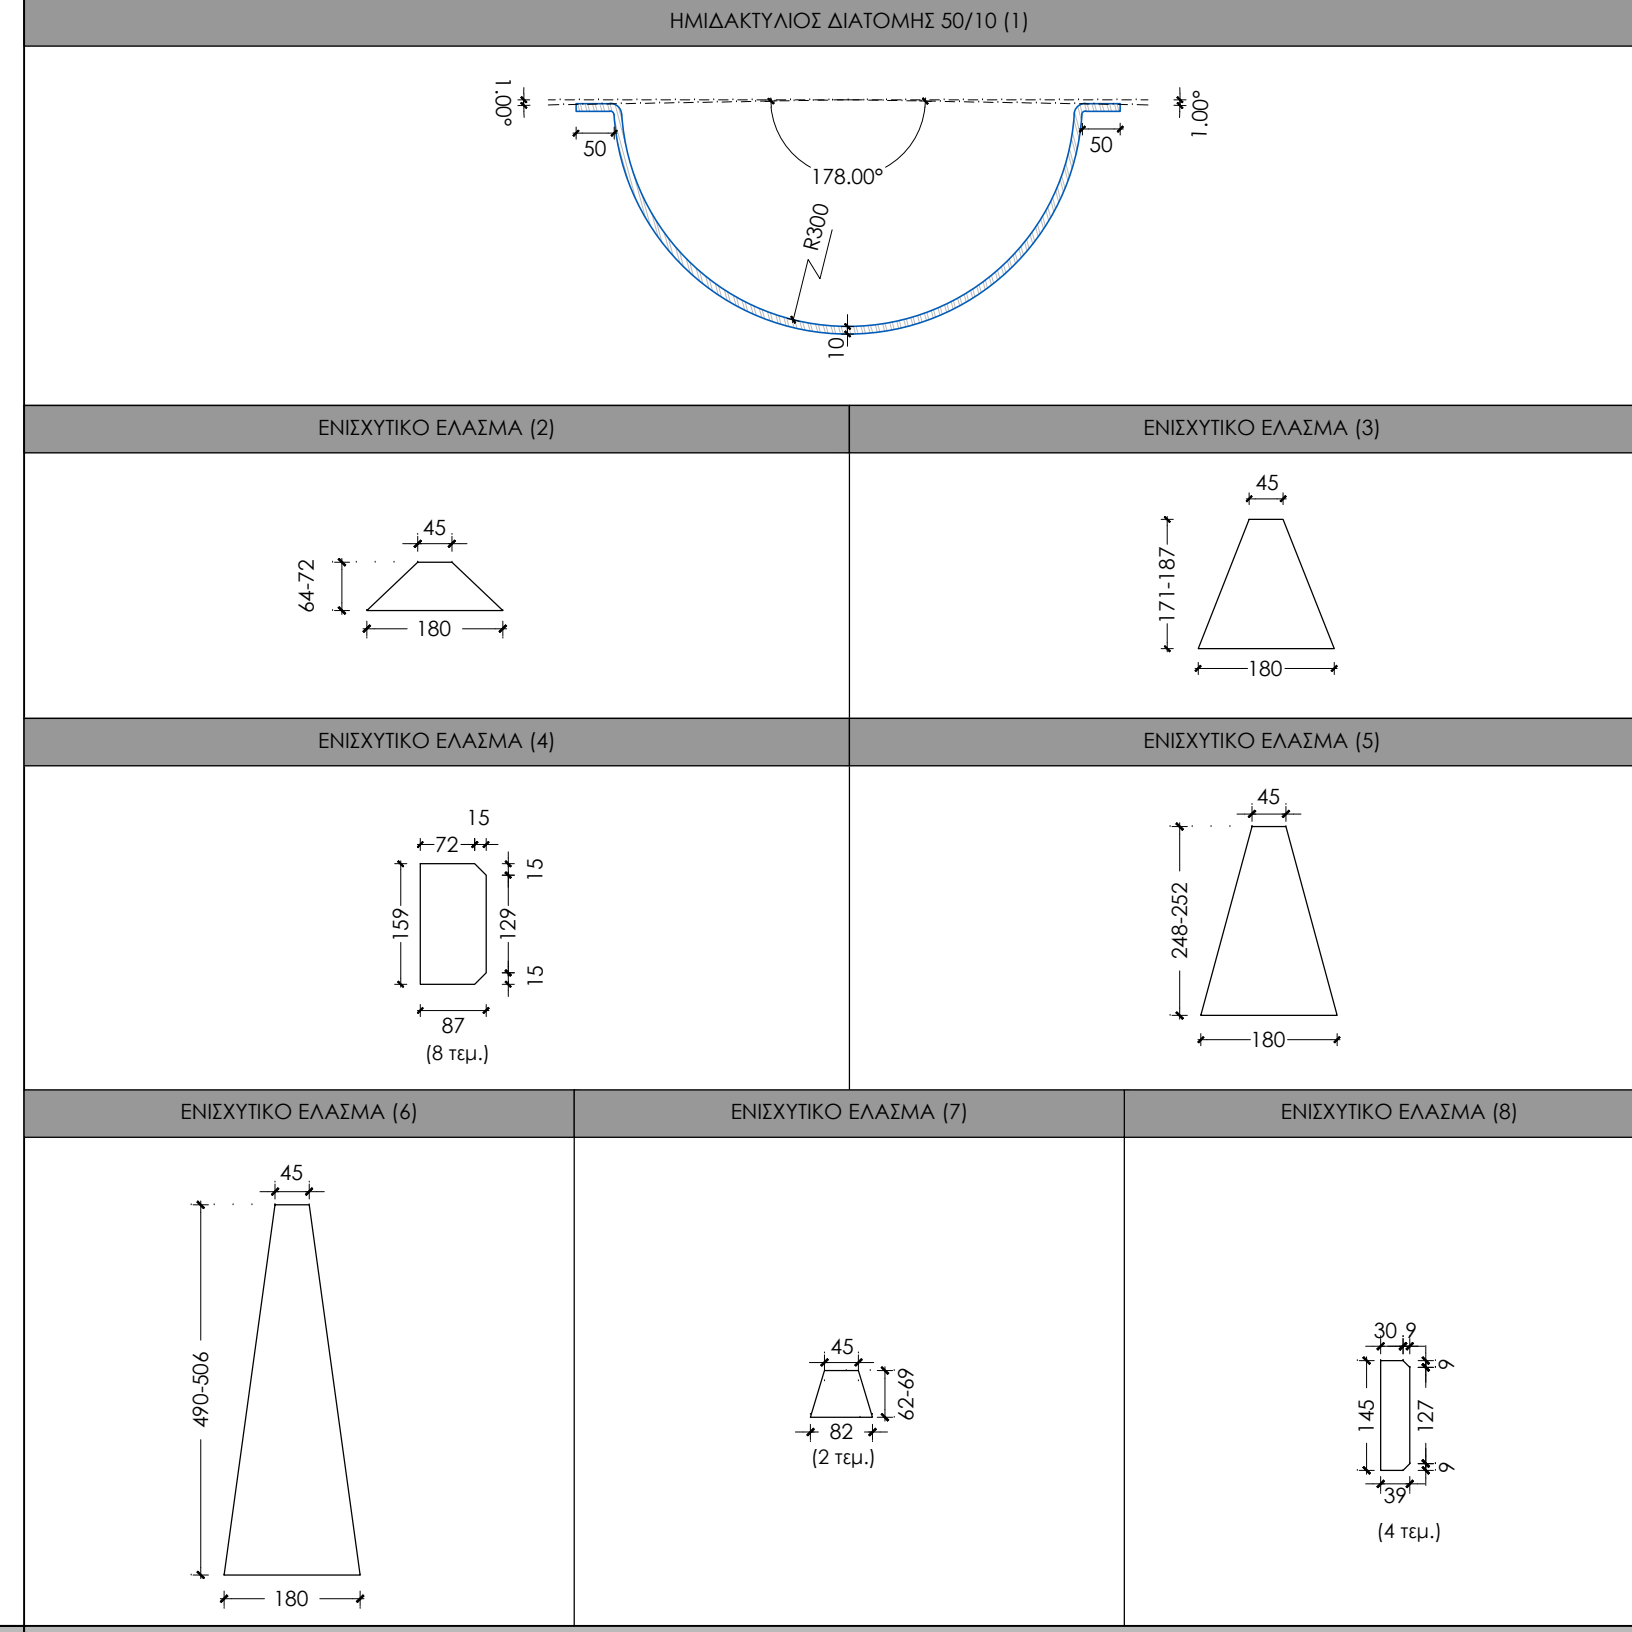 ΗΜΙΔΑΚΤΥΛΙΟΣ ΔΙΑΤΟΜΗΣ 50/10 (1)
1.00°
1.00°
50
50
178.00°
R300
10
ΕΝΙΣΧΥΤΙΚΟ ΕΛΑΣΜΑ (2)
ΕΝΙΣΧΥΤΙΚΟ ΕΛΑΣΜΑ (3)
45
64-72
180
45
171-187
180
ΕΝΙΣΧΥΤΙΚΟ ΕΛΑΣΜΑ (4)
ΕΝΙΣΧΥΤΙΚΟ ΕΛΑΣΜΑ (5)
15
72
15
159
129
15
87
(8 τεμ.)
45
248-252
180
ΕΝΙΣΧΥΤΙΚΟ ΕΛΑΣΜΑ (6)
ΕΝΙΣΧΥΤΙΚΟ ΕΛΑΣΜΑ (7)
ΕΝΙΣΧΥΤΙΚΟ ΕΛΑΣΜΑ (8)
45
490-506
180
45
62-69
82
(2 τεμ.)
30 9
9
145
127
9
39
(4 τεμ.)